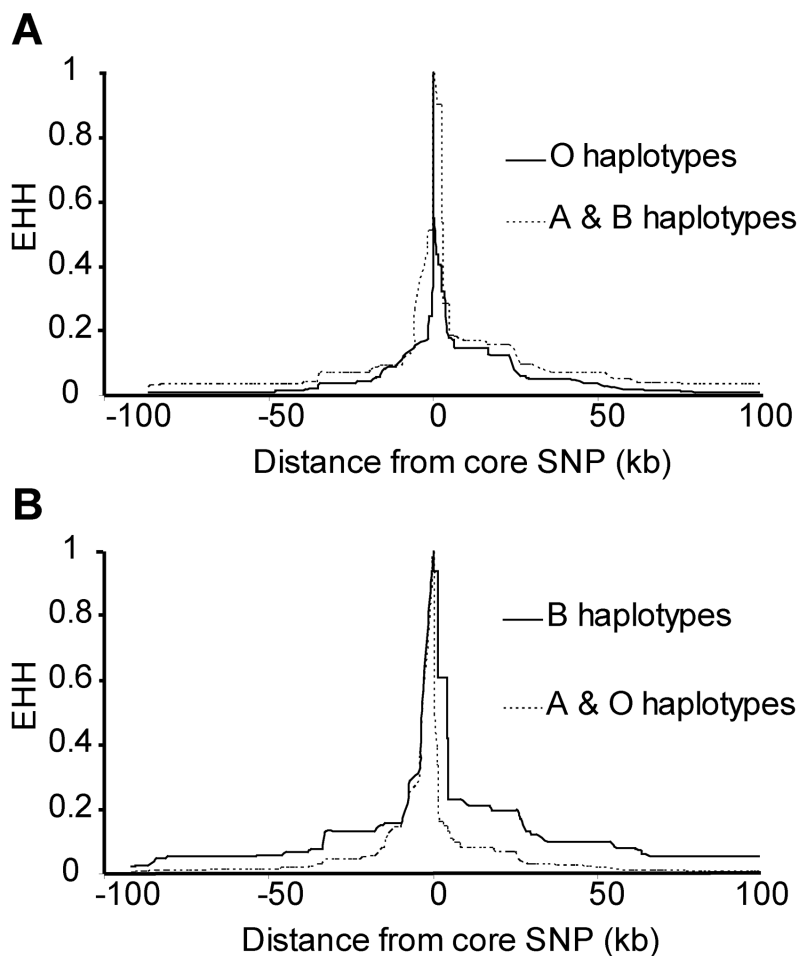 A
1
0.8
0.6
0.4
0.2
0
EHH
O haplotypes
A & B haplotypes
-100 -50 0 50 100
Distance from core SNP (kb)
B
1
0.8
0.6
0.4
0.2
0
EHH
B haplotypes
A & O haplotypes
-100 -50 0 50 100
Distance from core SNP (kb)